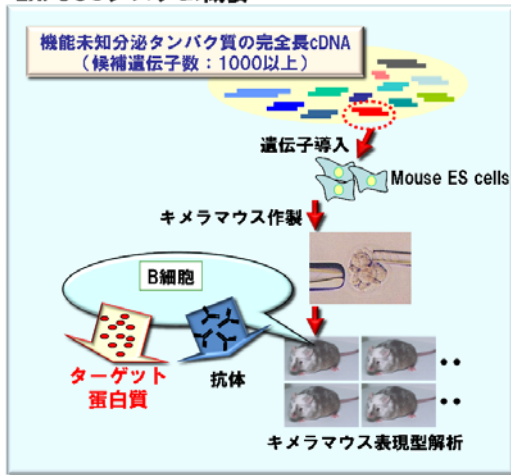 機能未知分泌タンパク質の完全長cDNA
（候補遺伝子数：1000以上）
遺伝子導入
Mouse ES cells
キメラマウス作製
B細胞
ターゲット
蛋白質
抗体
キメラマウス表現型解析